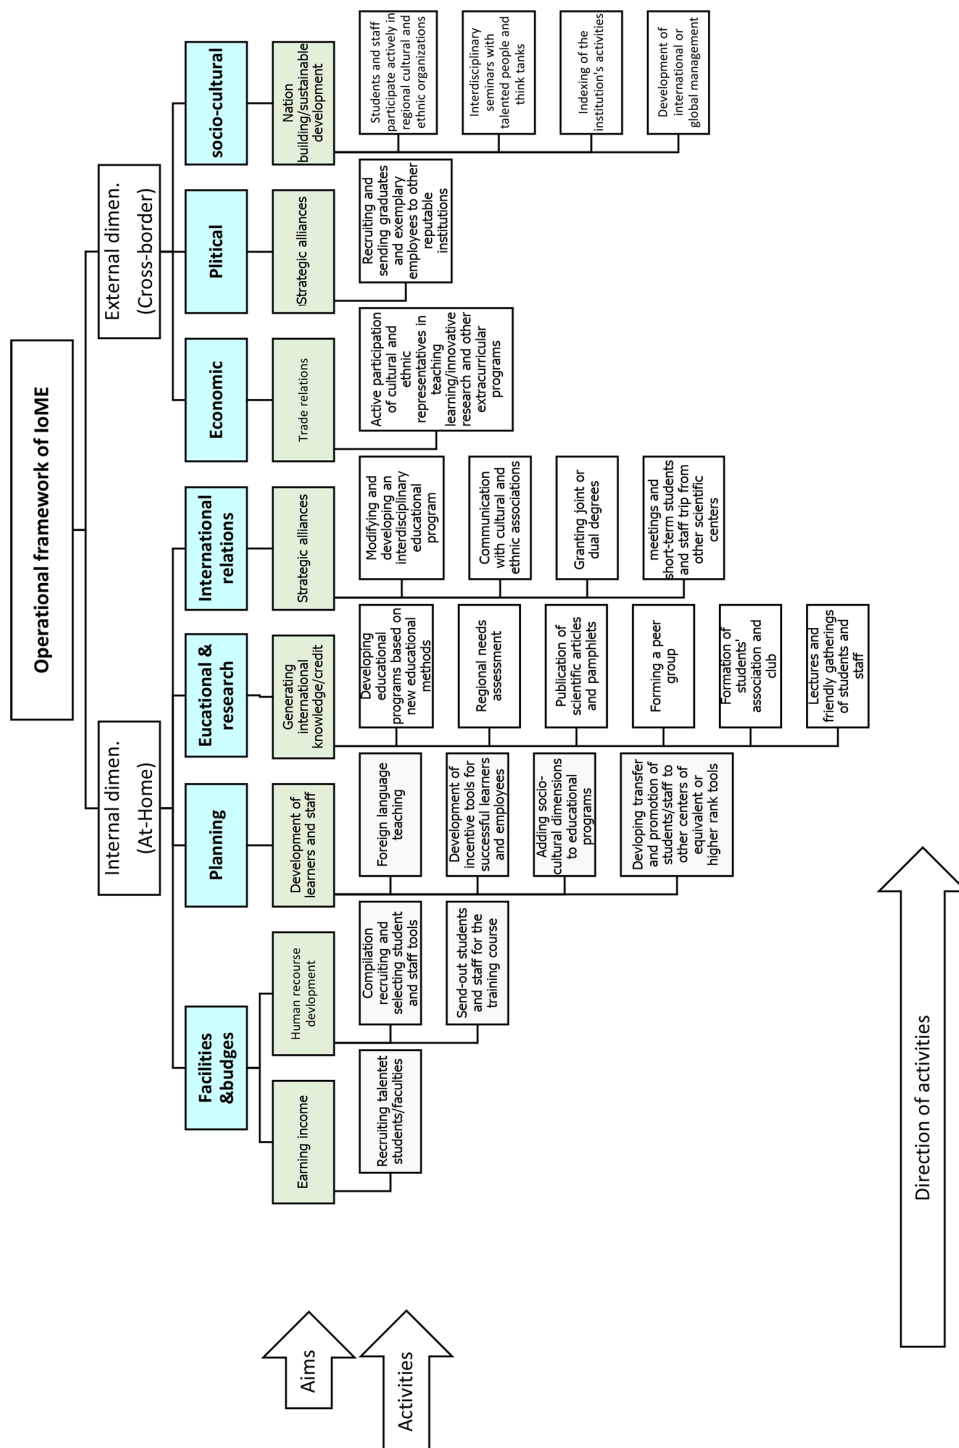 Operational framework of IoME
Internal dimen.
(At-Home)
External dimen.
(Cross-border)
Facilities
&budges
Planning
Eucational &
research
International
relations
Economic
Plitical
socio-cultural
Aims
Earning income
Human recourse
devlopment
Development of
learners and staff
Generating
international
knowledge/credit
Strategic alliances
Trade relations
Strategic alliances
Nation
building/sustainable
development
Activities
Recruiting talentet
students/faculties
Compilation
recruiting and
selecting student
and staff tools
Send-out students
and staff for the
training course
Foreign language
teaching
Development of
incentive tools for
successful learners
and employees
Adding socio-
cultural dimensions
to educational
programs
Devloping transfer
and promotion of
students/staff to
other centers of
equivalent or
higher rank tools
Developing
educational
programs based on
new educational
methods
Regional needs
assessment
Publication of
scientific articles
and pamphlets
Forming a peer
group
Formation of
students'
association and
club
Lectures and
friendly gatherings
of students and
staff
Modifying and
developing an
interdisciplinary
educational
program
Communication
with cultural and
ethnic associations
Granting joint or
dual degrees
meetings and
short-term students
and staff trip from
other scientific
centers
Active participation
of cultural and
ethnic
representatives in
teaching
learning/innovative
research and other
extracurricular
programs
Recruiting and
sending graduates
and exemplary
employees to other
reputable
institutions
Students and staff
participate actively in
regional cultural and
ethnic organizations
Interdisciplinary
seminars with
talented people and
think tanks
Indexing of the
institution's activities
Development of
international or
global management
Direction of activities